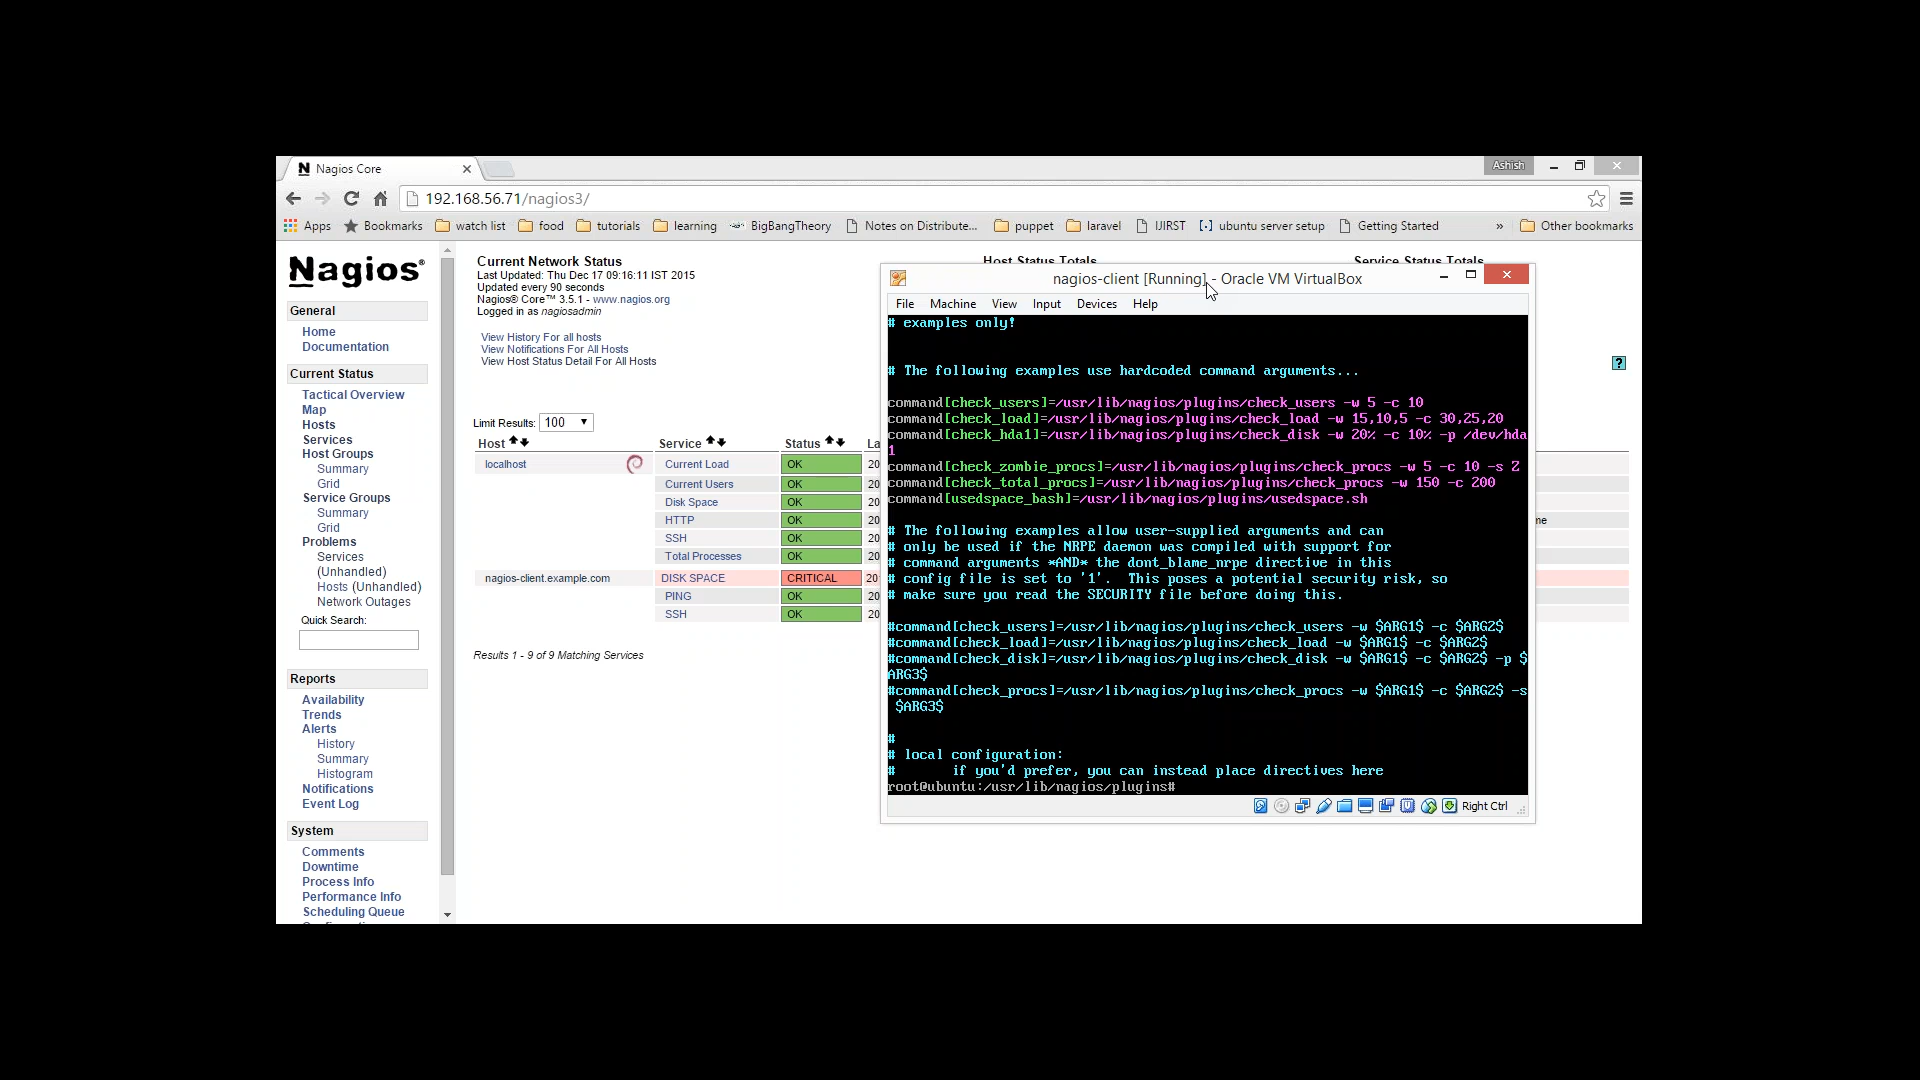 Nagios Core
Ashish
192.168.56.71/nagios3/
Apps Bookmarks watch list food tutorials learning BigBangTheory Notes on Distribute... puppet laravel IJIRST ubuntu server setup Getting Started » Other bookmarks
Nagios®
General
Home
Documentation
Current Status
Tactical Overview
Map
Hosts
Services
Host Groups
Summary
Grid
Service Groups
Summary
Grid
Problems
Services
(Unhandled)
Hosts (Unhandled)
Network Outages
Quick Search:
Reports
Availability
Trends
Alerts
History
Summary
Histogram
Notifications
Event Log
System
Comments
Downtime
Process Info
Performance Info
Scheduling Queue
Current Network Status
Last Updated: Thu Dec 17 09:16:11 IST 2015
Updated every 90 seconds
Nagios® Core™ 3.5.1 - www.nagios.org
Logged in as nagiosadmin
View History For all hosts
View Notifications For All Hosts
View Host Status Detail For All Hosts
Host Status Totals
Service Status Totals
?
Limit Results: 100
Host Service Status La
localhost Current Load OK 20
Current Users OK 20
Disk Space OK 20
HTTP OK 20 me
SSH OK 20
Total Processes OK 20
nagios-client.example.com DISK SPACE CRITICAL 20
PING OK 20
SSH OK 20
Results 1 - 9 of 9 Matching Services
nagios-client [Running] - Oracle VM VirtualBox
File Machine View Input Devices Help
# examples only!
# The following examples use hardcoded command arguments...
command[check_users]=/usr/lib/nagios/plugins/check_users -w 5 -c 10
command[check_load]=/usr/lib/nagios/plugins/check_load -w 15,10,5 -c 30,25,20
command[check_hda1]=/usr/lib/nagios/plugins/check_disk -w 20% -c 10% -p /dev/hda
1
command[check_zombie_procs]=/usr/lib/nagios/plugins/check_procs -w 5 -c 10 -s Z
command[check_total_procs]=/usr/lib/nagios/plugins/check_procs -w 150 -c 200
command[usedspace_bash]=/usr/lib/nagios/plugins/usedspace.sh
# The following examples allow user-supplied arguments and can
# only be used if the NRPE daemon was compiled with support for
# command arguments *AND* the dont_blame_nrpe directive in this
# config file is set to '1'.  This poses a potential security risk, so
# make sure you read the SECURITY file before doing this.
#command[check_users]=/usr/lib/nagios/plugins/check_users -w $ARG1$ -c $ARG2$
#command[check_load]=/usr/lib/nagios/plugins/check_load -w $ARG1$ -c $ARG2$
#command[check_disk]=/usr/lib/nagios/plugins/check_disk -w $ARG1$ -c $ARG2$ -p $
ARG3$
#command[check_procs]=/usr/lib/nagios/plugins/check_procs -w $ARG1$ -c $ARG2$ -s
 $ARG3$
#
# local configuration:
#       if you'd prefer, you can instead place directives here
root@ubuntu:/usr/lib/nagios/plugins#
Right Ctrl